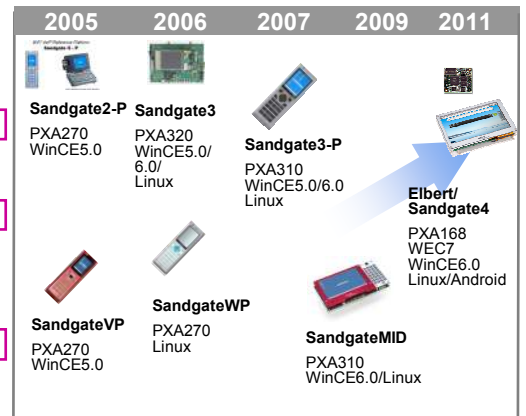 2005 2006 2007 2009 2011
Sandgate2-P
PXA270
WinCE5.0
Sandgate3
PXA320
WinCE5.0/
6.0/
Linux
Sandgate3-P
PXA310
WinCE5.0/6.0
Linux
Elbert/
Sandgate4
PXA168
WEC7
WinCE6.0
Linux/Android
SandgateVP
PXA270
WinCE5.0
SandgateWP
PXA270
Linux
SandgateMID
PXA310
WinCE6.0/Linux